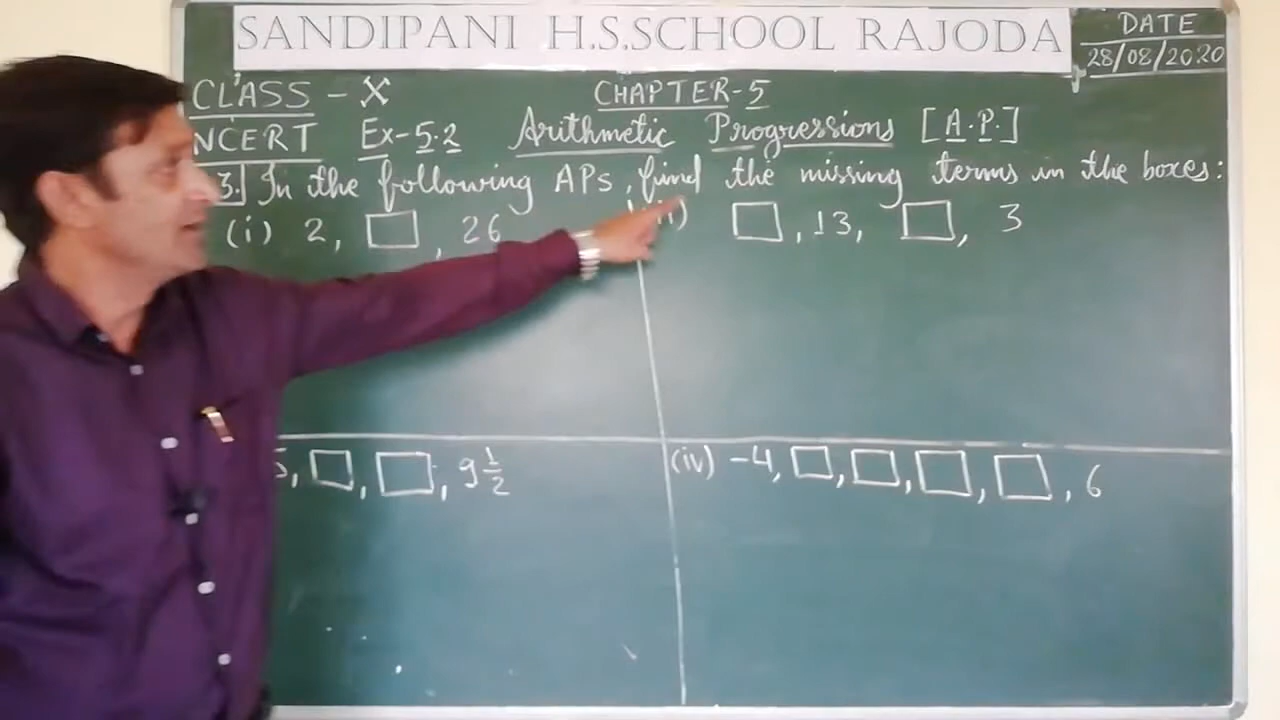 SANDIPANI H.S.SCHOOL RAJODA
DATE
28/08/2020
CLASS - X
CHAPTER-5
NCERT Ex-5.2 Arithmetic Progressions [A.P.]
3. In the following APs, find the missing terms in the boxes:
(i) 2, □, 26
□, 13, □, 3
5, □, □, 9 1/2
(iv) -4, □, □, □, □, 6